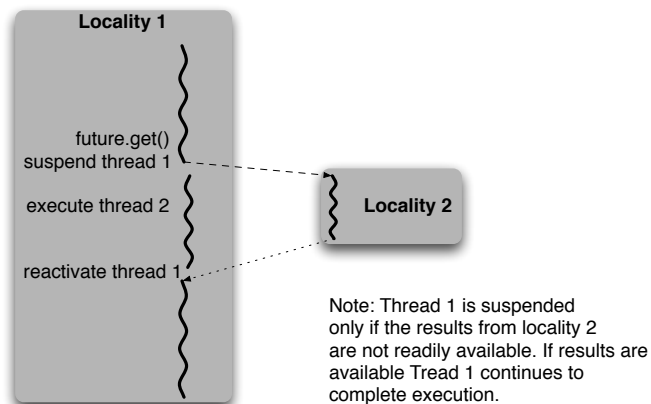 Locality 1
future.get()
suspend thread 1
execute thread 2
Locality 2
reactivate thread 1
Note: Thread 1 is suspended
only if the results from locality 2
are not readily available. If results are
available Tread 1 continues to
complete execution.